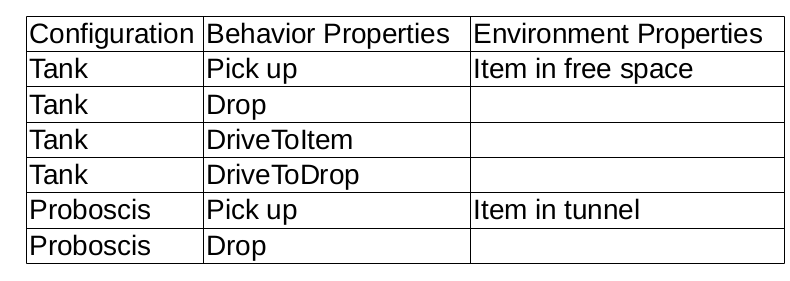 Configuration Behavior Properties Environment Properties
Tank Pick up Item in free space
Tank Drop
Tank DriveToItem
Tank DriveToDrop
Proboscis Pick up Item in tunnel
Proboscis Drop